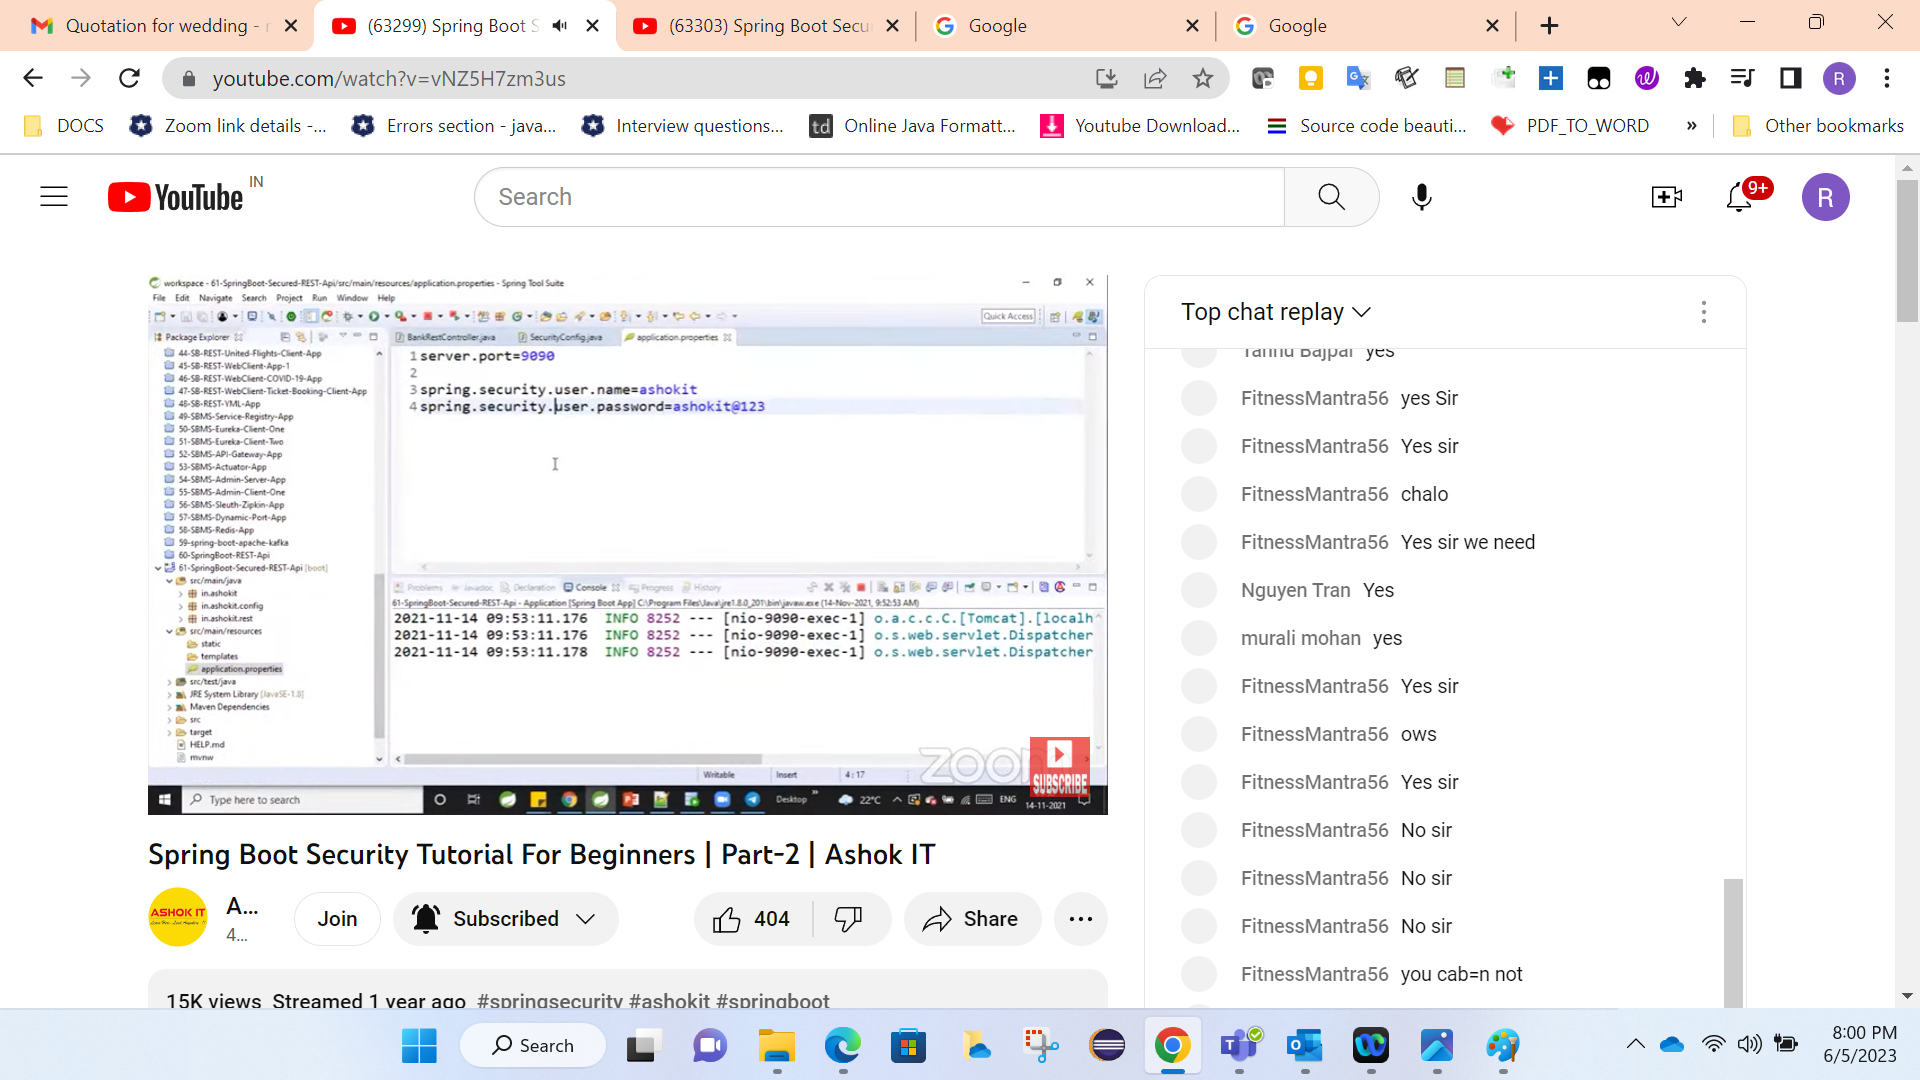 Quotation for wedding - r
(63299) Spring Boot S
(63303) Spring Boot Secu
Google
Google
youtube.com/watch?v=vNZ5H7zm3us
R
DOCS
Zoom link details -...
Errors section - java...
Interview questions...
td
Online Java Formatt...
Youtube Download...
Source code beauti...
PDF_TO_WORD
»
Other bookmarks
YouTube
IN
Search
9+
R
workspace - 61-SpringBoot-Secured-REST-Api/src/main/resources/application.properties - Spring Tool Suite
File Edit Navigate Search Project Run Window Help
Quick Access
Package Explorer
BankRestController.java
SecurityConfig.java
application.properties
44-SB-REST-United-Flights-Client-App
45-SB-REST-WebClient-App-1
46-SB-REST-WebClient-COVID-19-App
47-SB-REST-WebClient-Ticket-Booking-Client-App
48-SB-REST-YML-App
49-SBMS-Service-Registry-App
50-SBMS-Eureka-Client-One
51-SBMS-Eureka-Client-Two
52-SBMS-API-Gateway-App
53-SBMS-Actuator-App
54-SBMS-Admin-Server-App
55-SBMS-Admin-Client-One
56-SBMS-Sleuth-Zipkin-App
57-SBMS-Dynamic-Port-App
58-SBMS-Redis-App
59-spring-boot-apache-kafka
60-SpringBoot-REST-Api
61-SpringBoot-Secured-REST-Api [boot]
src/main/java
in.ashokit
in.ashokit.config
in.ashokit.rest
src/main/resources
static
templates
application.properties
src/test/java
JRE System Library [JavaSE-1.8]
Maven Dependencies
src
target
HELP.md
mvnw
1 server.port=9090
2
3 spring.security.user.name=ashokit
4 spring.security.user.password=ashokit@123
Problems Javadoc Declaration Console Progress History
61-SpringBoot-Secured-REST-Api - Application [Spring Boot App] C:\Program Files\Java\jre1.8.0_201\bin\javaw.exe (14-Nov-2021, 9:52:53 AM)
2021-11-14 09:53:11.176 INFO 8252 --- [nio-9090-exec-1] o.a.c.c.C.[Tomcat].[localh
2021-11-14 09:53:11.176 INFO 8252 --- [nio-9090-exec-1] o.s.web.servlet.Dispatcher
2021-11-14 09:53:11.178 INFO 8252 --- [nio-9090-exec-1] o.s.web.servlet.Dispatcher
zoom
SUBSCRIBE
Writable Insert 4:17
Type here to search
Desktop
22°C
ENG
14-11-2021
Spring Boot Security Tutorial For Beginners | Part-2 | Ashok IT
ASHOK IT
A...
4...
Join
Subscribed
404
Share
15K views Streamed 1 year ago #springsecurity #ashokit #springboot
Top chat replay
Tannu Bajpai yes
FitnessMantra56 yes Sir
FitnessMantra56 Yes sir
FitnessMantra56 chalo
FitnessMantra56 Yes sir we need
Nguyen Tran Yes
murali mohan yes
FitnessMantra56 Yes sir
FitnessMantra56 ows
FitnessMantra56 Yes sir
FitnessMantra56 No sir
FitnessMantra56 No sir
FitnessMantra56 No sir
FitnessMantra56 you cab=n not
Search
8:00 PM
6/5/2023